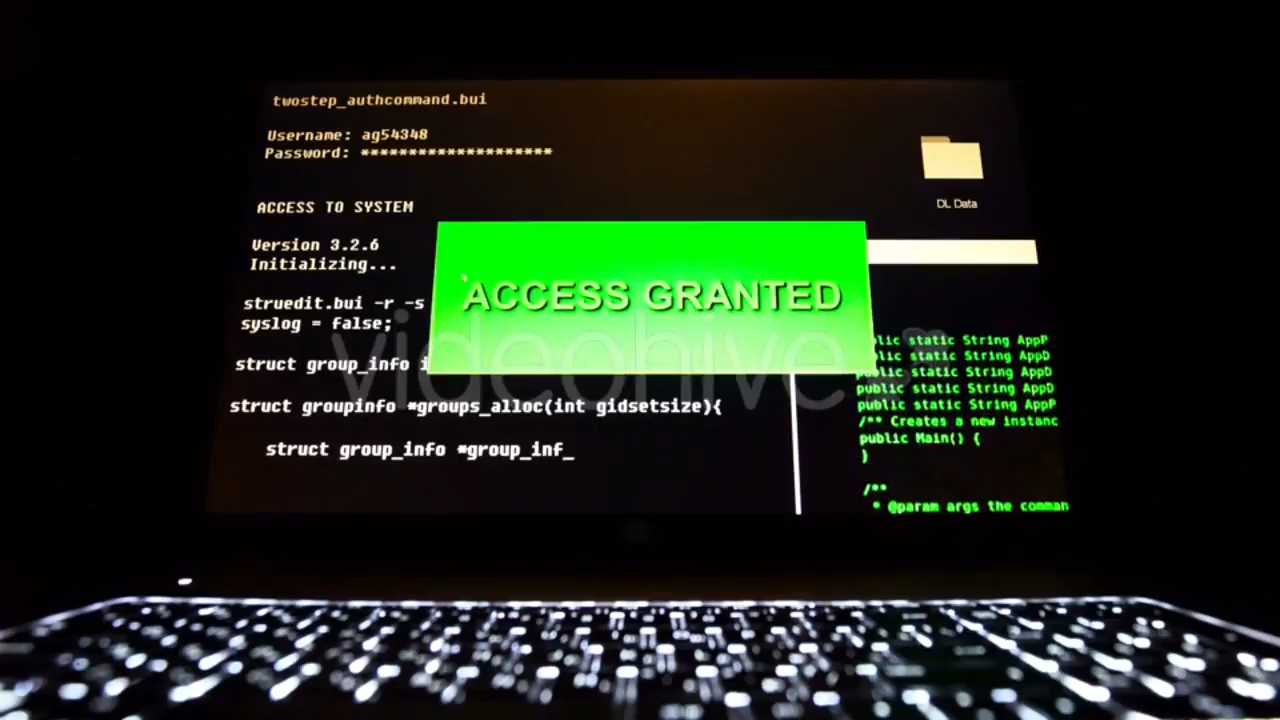 twostep_authcommand.bui
Username: ag54348
Password: ********************
ACCESS TO SYSTEM
Version 3.2.6
Initializing...
struedit.bui -r -s
syslog = false;
struct group_info
struct groupinfo *groups_alloc(int gidsetsize){
struct group_info *group_inf_
ACCESS GRANTED
DL Data
static String AppP
public static String AppD
public static String AppD
public static String AppD
public static String AppP
/** Creates a new instanc
public Main() {
}
/**
* @param args the comman
videohive